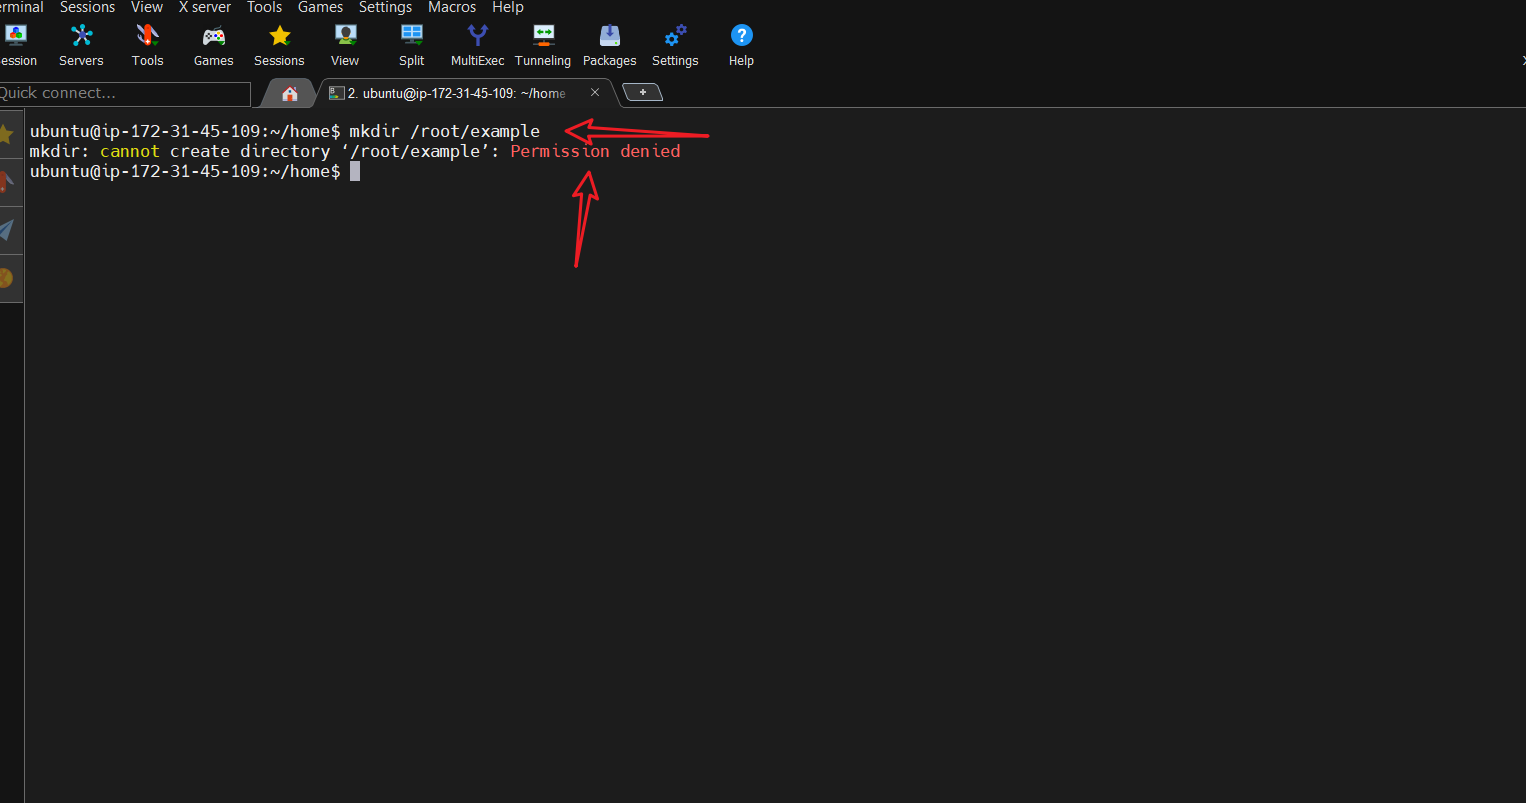 erminal Sessions View X server Tools Games Settings Macros Help
ession Servers Tools Games Sessions View Split MultiExec Tunneling Packages Settings Help
Quick connect...
2. ubuntu@ip-172-31-45-109: ~/home
ubuntu@ip-172-31-45-109:~/home$ mkdir /root/example
mkdir: cannot create directory ‘/root/example’: Permission denied
ubuntu@ip-172-31-45-109:~/home$